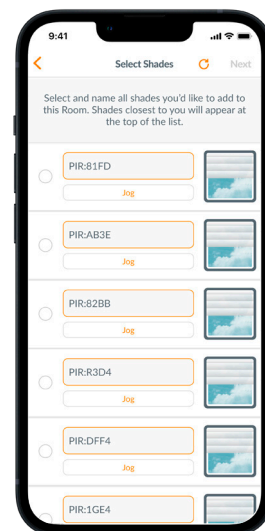 9:41
Select Shades
Next
Select and name all shades you'd like to add to
this Room. Shades closest to you will appear at
the top of the list.
PIR:81FD
Jog
PIR:AB3E
Jog
PIR:82BB
Jog
PIR:R3D4
Jog
PIR:DFF4
Jog
PIR:1GE4